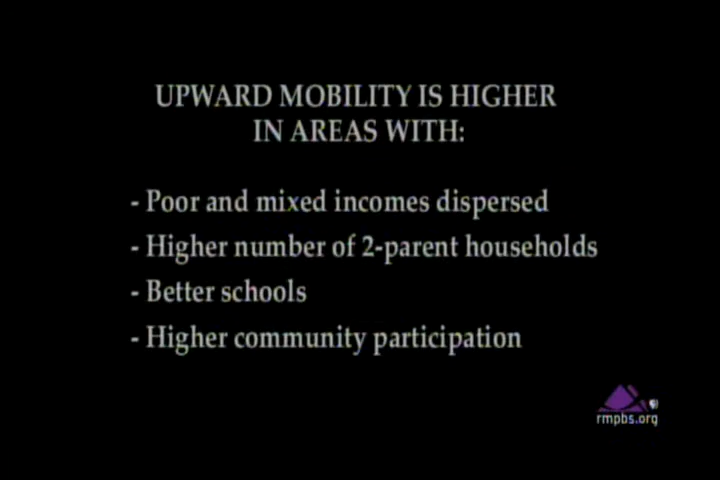 UPWARD MOBILITY IS HIGHER
IN AREAS WITH:
- Poor and mixed incomes dispersed
- Higher number of 2-parent households
- Better schools
- Higher community participation
rmpbs.org